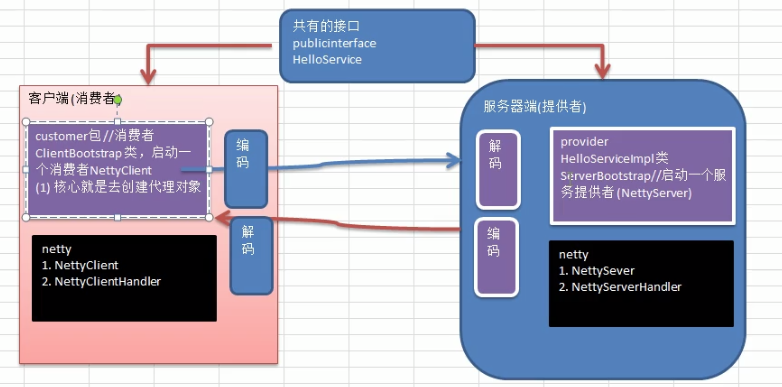 共有的接口
publicinterface
HelloService
客户端(消费者)
customer包//消费者
ClientBootstrap类，启动一
个消费者NettyClient
(1) 核心就是去创建代理对象
编
码
解
码
netty
1. NettyClient
2. NettyClientHandler
服务器端(提供者)
解
码
编
码
provider
HelloServiceImpl类
ServerBootstrap//启动一个服
务提供者(NettyServer)
netty
1. NettySever
2. NettyServerHandler